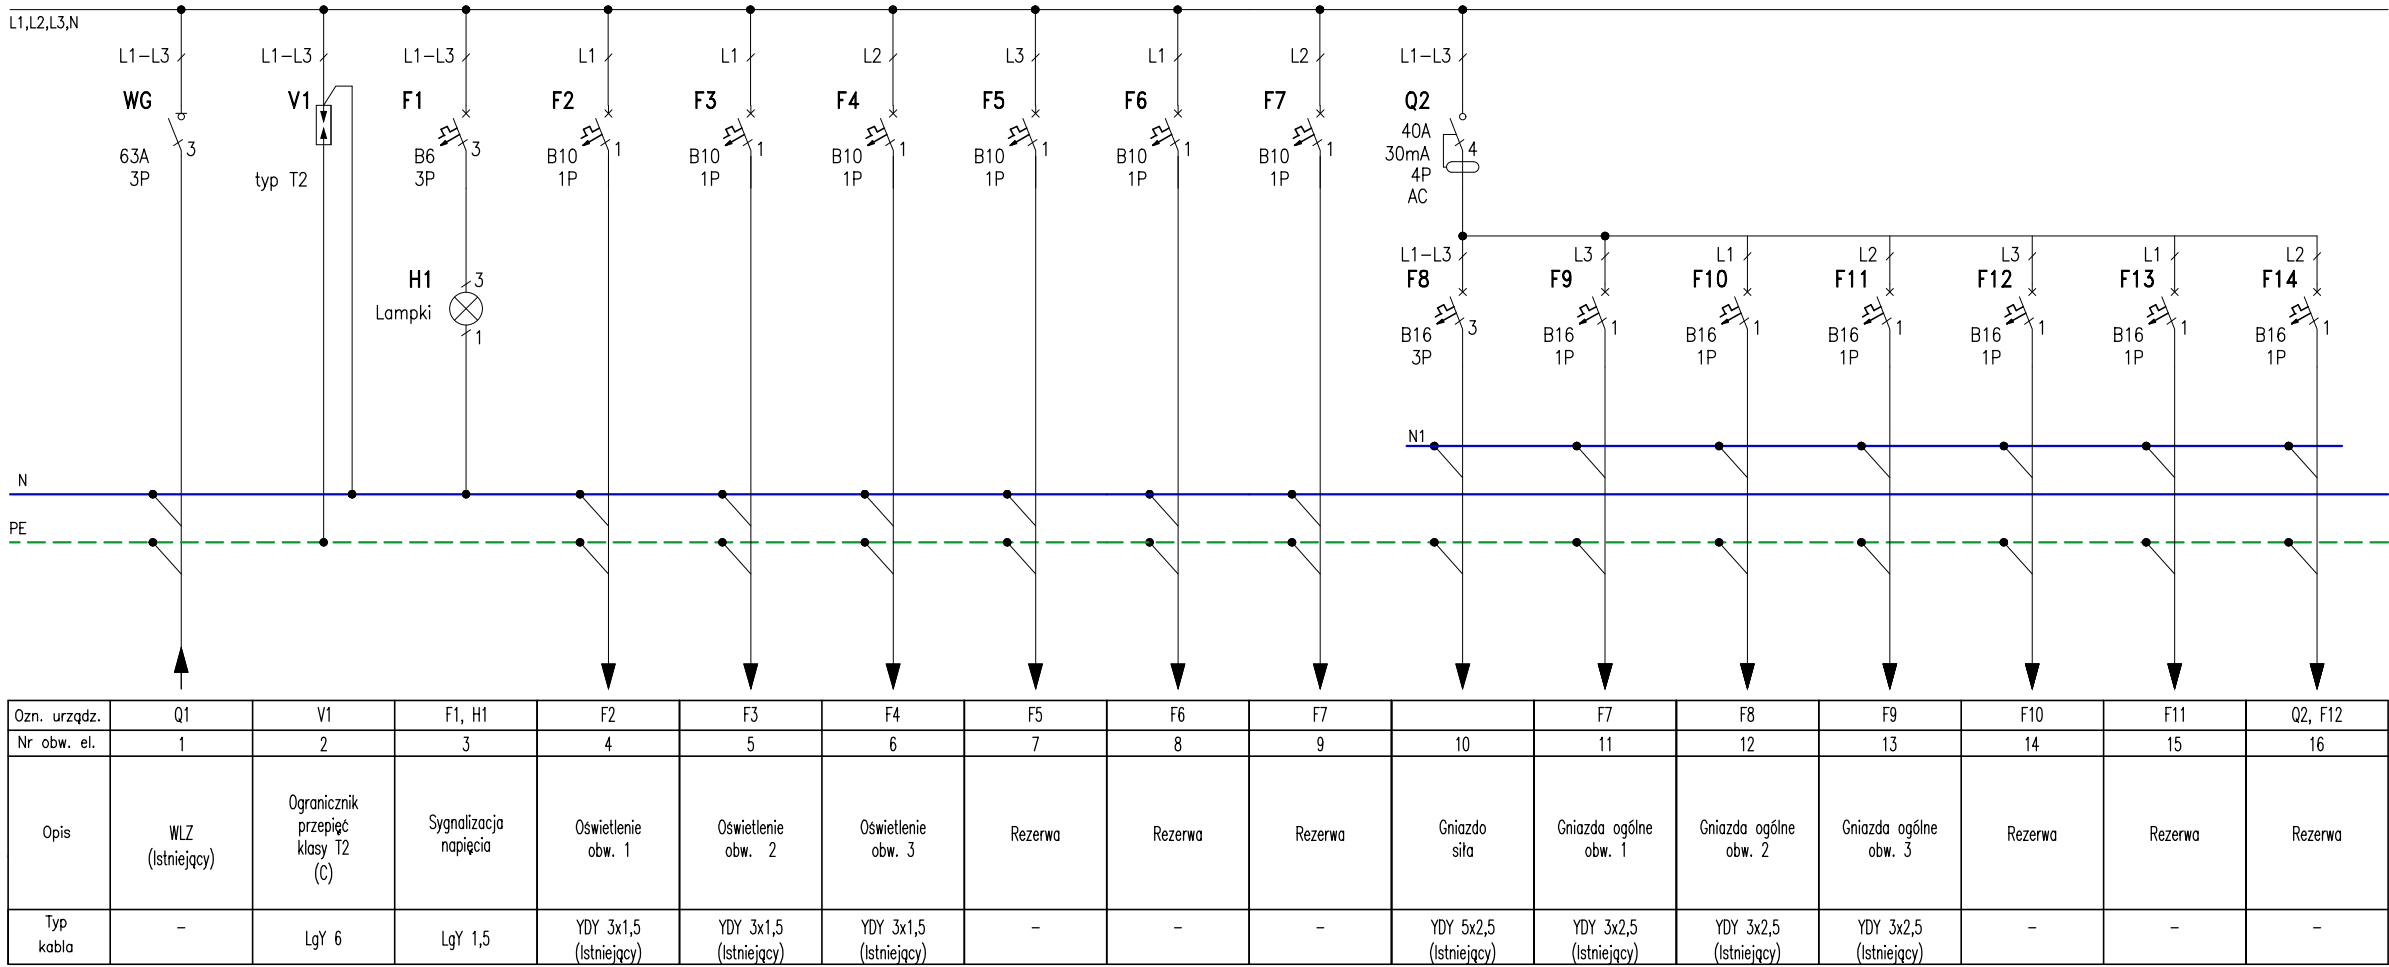 L1,L2,L3,N
L1-L3 L1-L3 L1-L3 L1 L1 L2 L3 L1 L2 L1-L3
WG V1 F1 F2 F3 F4 F5 F6 F7 Q2
40A
3 3 1 1 1 1 1 1 4
63A B6 B10 B10 B10 B10 B10 B10 30mA
3P typ T2 3P 1P 1P 1P 1P 1P 1P 4P
AC
L1-L3 L3 L1 L2 L3 L1 L2
H1 3 F8 F9 F10 F11 F12 F13 F14
Lampki
3 1 1 1 1 1 1
1 B16 B16 B16 B16 B16 B16 B16
3P 1P 1P 1P 1P 1P 1P
N1
N
PE
Ozn. urządz. Q1 V1 F1, H1 F2 F3 F4 F5 F6 F7 F7 F8 F9 F10 F11 Q2, F12
Nr obw. el. 1 2 3 4 5 6 7 8 9 10 11 12 13 14 15 16
Opis
WLZ
(Istniejący)
Ogranicznik
przepięć
klasy T2
(C)
Sygnalizacja
napięcia
Oświetlenie
obw. 1
Oświetlenie
obw. 2
Oświetlenie
obw. 3
Rezerwa
Rezerwa
Rezerwa
Gniazdo
siła
Gniazda ogólne
obw. 1
Gniazda ogólne
obw. 2
Gniazda ogólne
obw. 3
Rezerwa
Rezerwa
Rezerwa
Typ
kabla
-
LgY 6
LgY 1,5
YDY 3x1,5
(Istniejący)
YDY 3x1,5
(Istniejący)
YDY 3x1,5
(Istniejący)
-
-
-
YDY 5x2,5
(Istniejący)
YDY 3x2,5
(Istniejący)
YDY 3x2,5
(Istniejący)
YDY 3x2,5
(Istniejący)
-
-
-